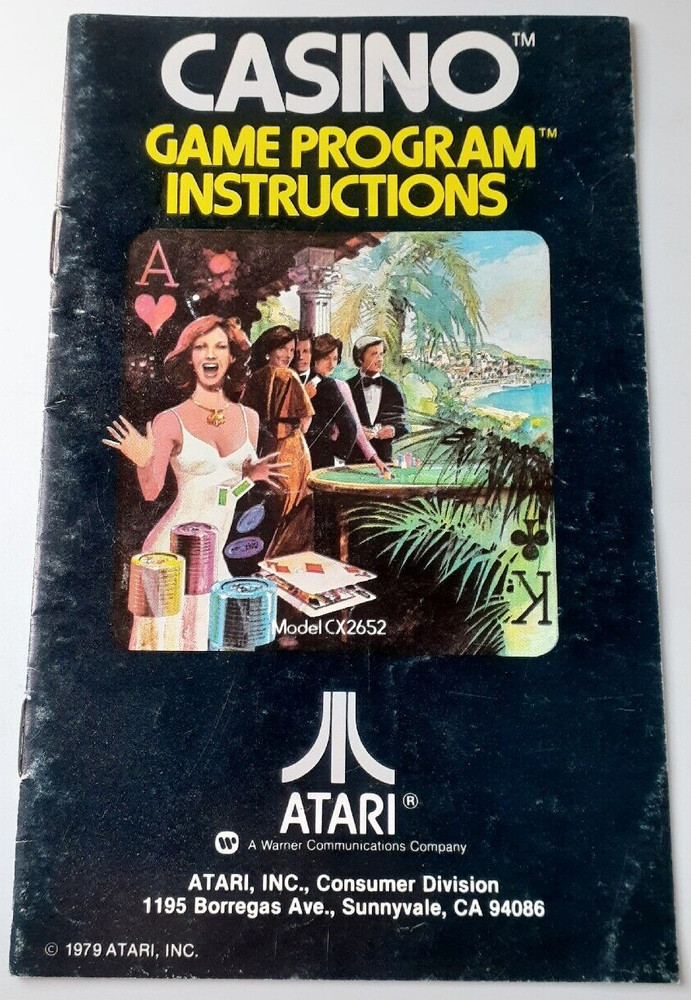 CASINO™
GAME PROGRAM™
INSTRUCTIONS
A
K
Model CX2652
ATARI®
A Warner Communications Company
ATARI, INC., Consumer Division
1195 Borregas Ave., Sunnyvale, CA 94086
© 1979 ATARI, INC.